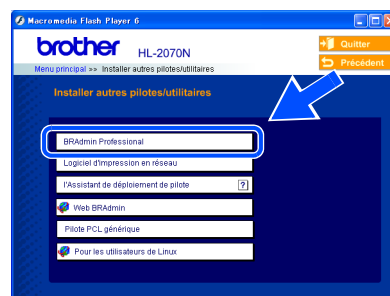 Macromedia Flash Player 6
brother HL-2070N
Quitter
Menu principal »» Installer autres pilotes/utilitaires
Précédent
Installer autres pilotes/utilitaires
BRAdmin Professional
Logiciel d'impression en réseau
l'Assistant de déploiement de pilote ?
Web BRAdmin
Pilote PCL générique
Pour les utilisateurs de Linux